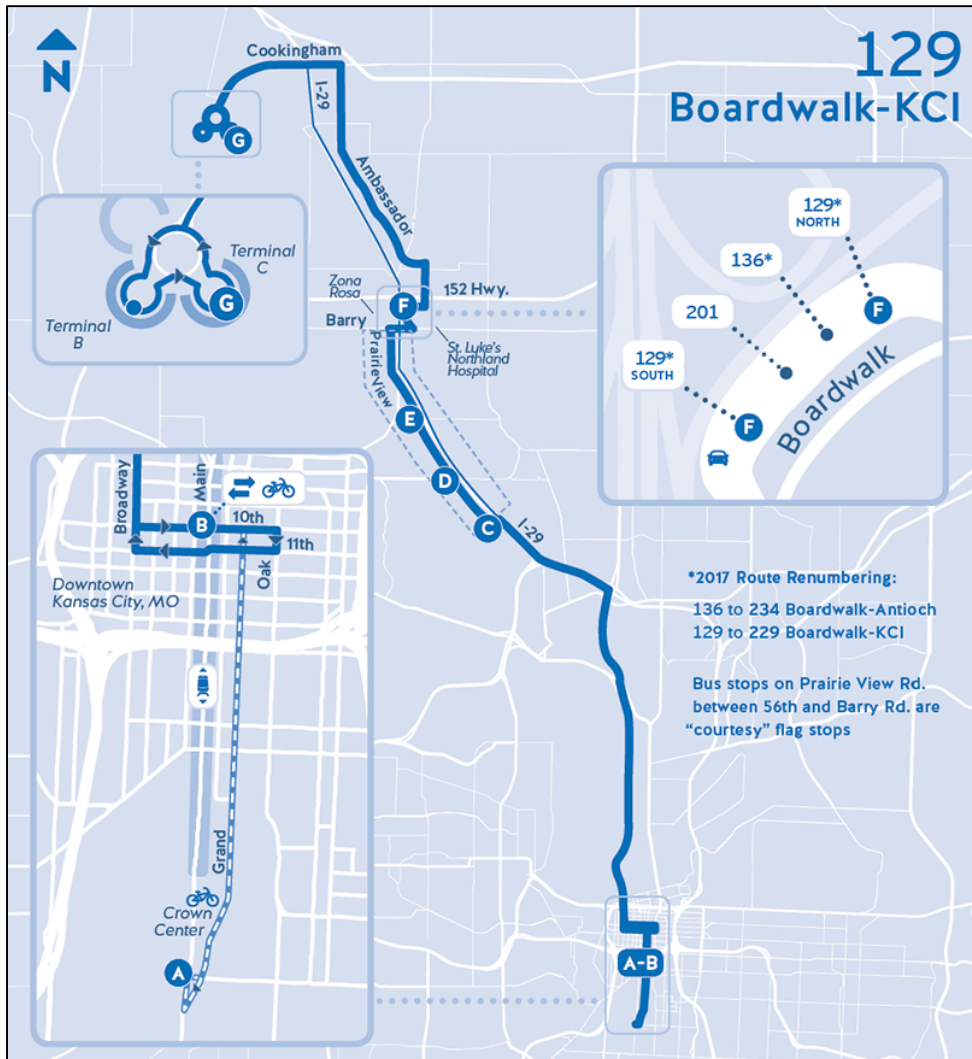 N
129
Boardwalk-KCI
Cookingham
I-29
Ambassador
G
Terminal
C
G
Terminal
B
Zona
Rosa
F
152 Hwy.
Barry
St. Lyke's
Northland
Hospital
PrairieView
E
D
C
I-29
129*
NORTH
136*
201
129*
SOUTH
F
F
Boardwalk
Broadway
Main
B
10th
11th
Oak
Downtown
Kansas City, MO
Grand
Crown
Center
A
*2017 Route Renumbering:
136 to 234 Boardwalk-Antioch
129 to 229 Boardwalk-KCI
Bus stops on Prairie View Rd.
between 56th and Barry Rd. are
“courtesy” flag stops
A-B